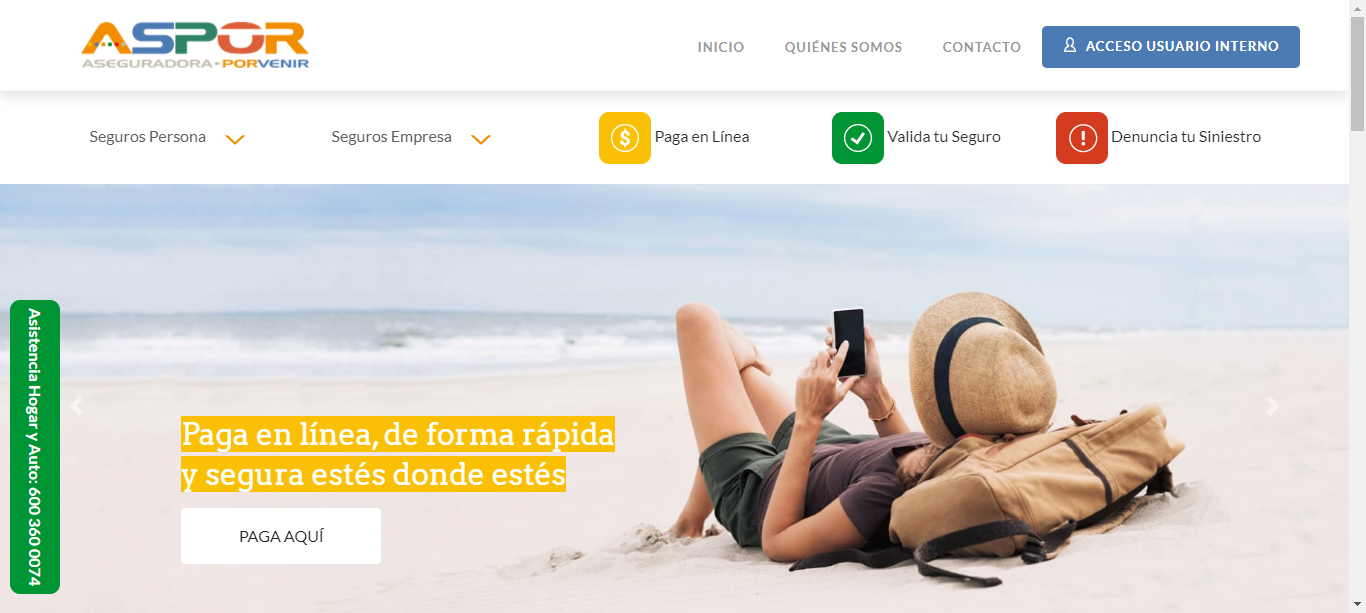 ASPOR
ASEGURADORA • PORVENIR
INICIO
QUIÉNES SOMOS
CONTACTO
ACCESO USUARIO INTERNO
Seguros Persona
Seguros Empresa
$
Paga en Línea
Valida tu Seguro
!
Denuncia tu Siniestro
Asistencia Hogar y Auto: 600 360 0074
Paga en línea, de forma rápida
y segura estés donde estés
PAGA AQUÍ